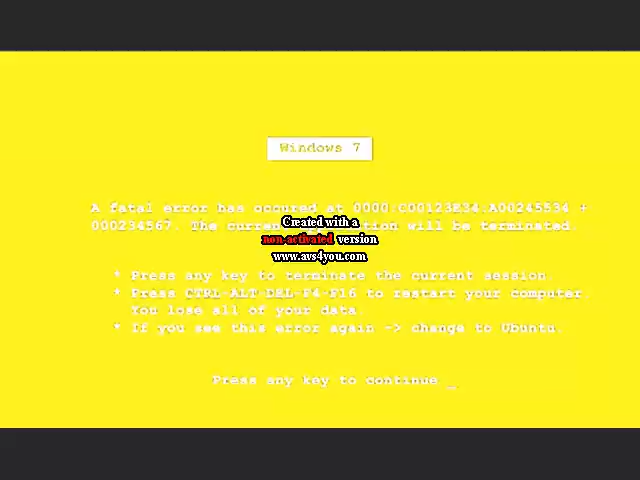 Windows 7
A fatal error has occured at 0000:C00123E34:A00245534 +
000234567. The current will be terminated.
Created with a
non-activated version
www.avs4you.com
* Press any key to terminate the current session.
* Press CTRL-ALT-DEL-F4-F16 to restart your computer.
You lose all of your data.
* If you see this error again -> change to Ubuntu.
Press any key to continue _